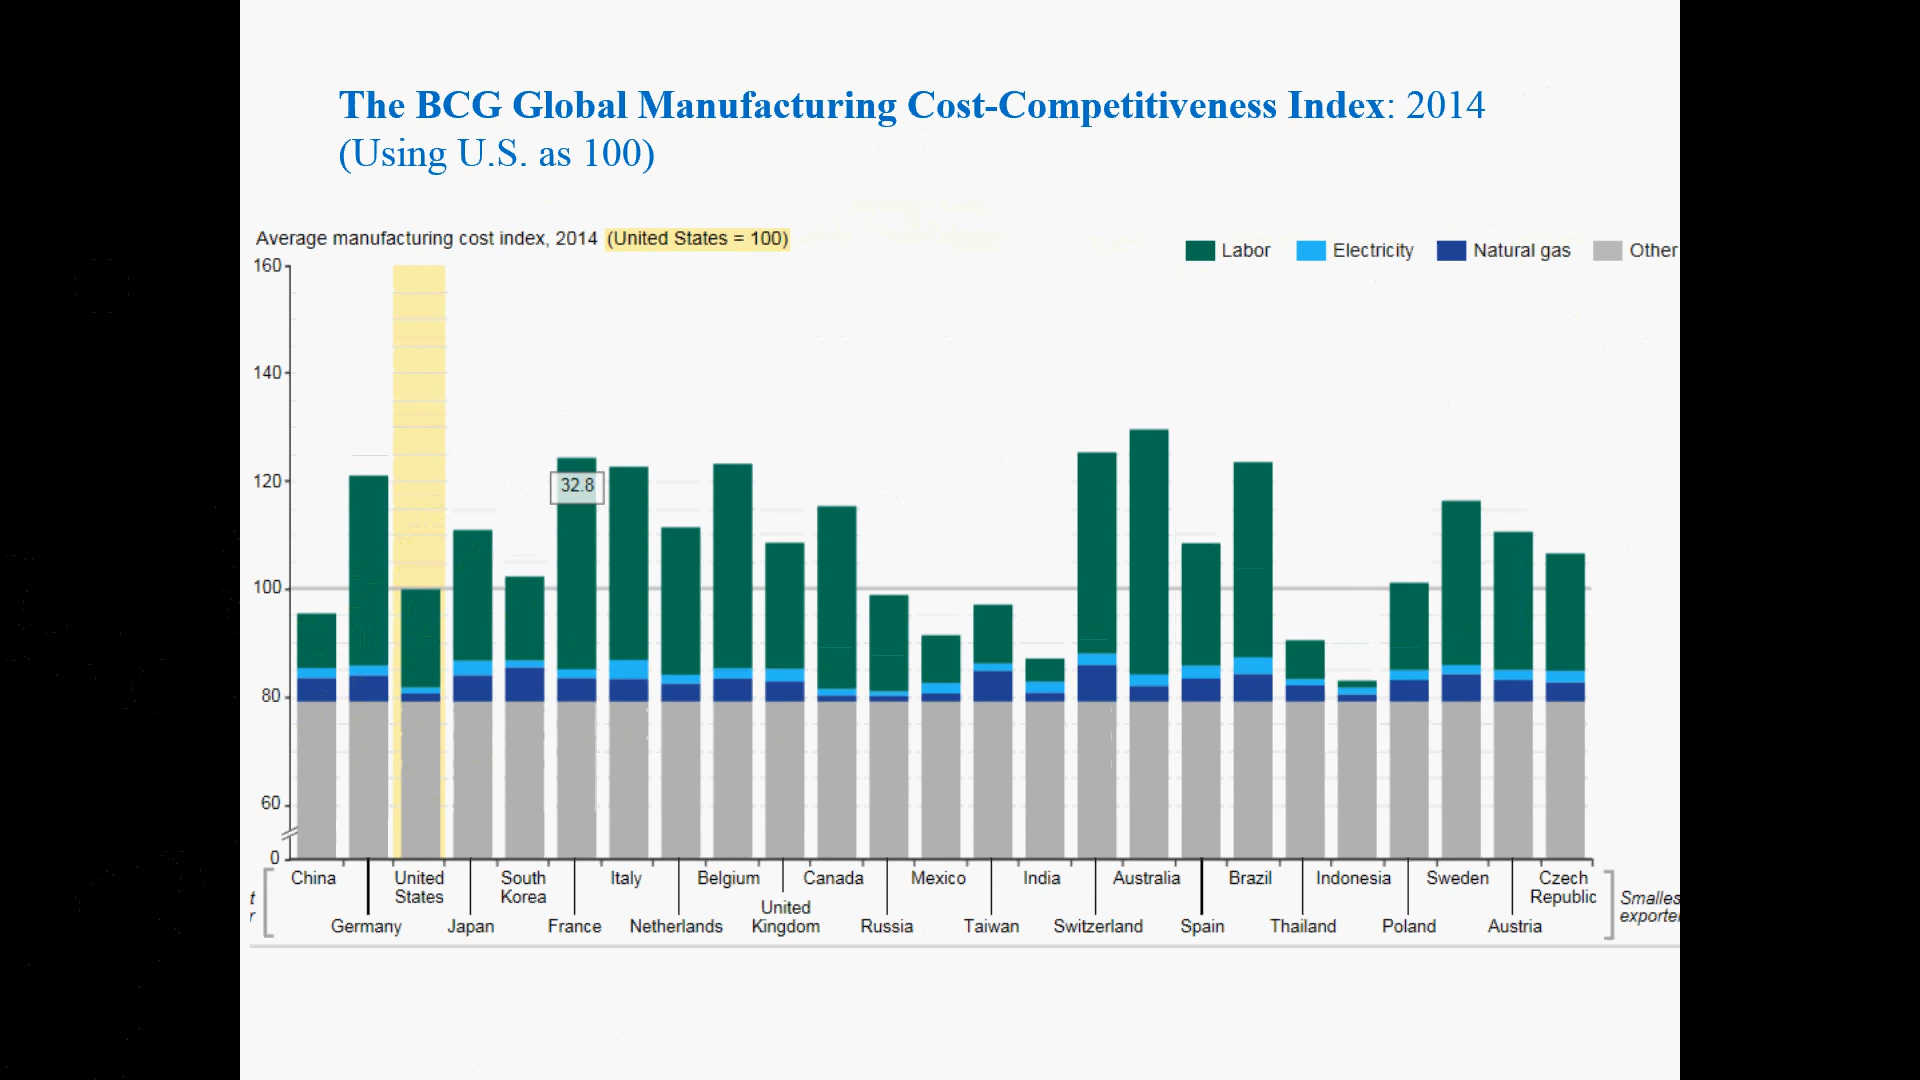 The BCG Global Manufacturing Cost-Competitiveness Index: 2014
(Using U.S. as 100)
Average manufacturing cost index, 2014 (United States = 100)
Labor
Electricity
Natural gas
Other
160
140
120
100
80
60
0
32.8
China
Germany
United
States
Japan
South
Korea
France
Italy
Netherlands
Belgium
United
Kingdom
Canada
Russia
Mexico
Taiwan
India
Switzerland
Australia
Spain
Brazil
Thailand
Indonesia
Poland
Sweden
Austria
Czech
Republic
t
r
Smalles
exporte